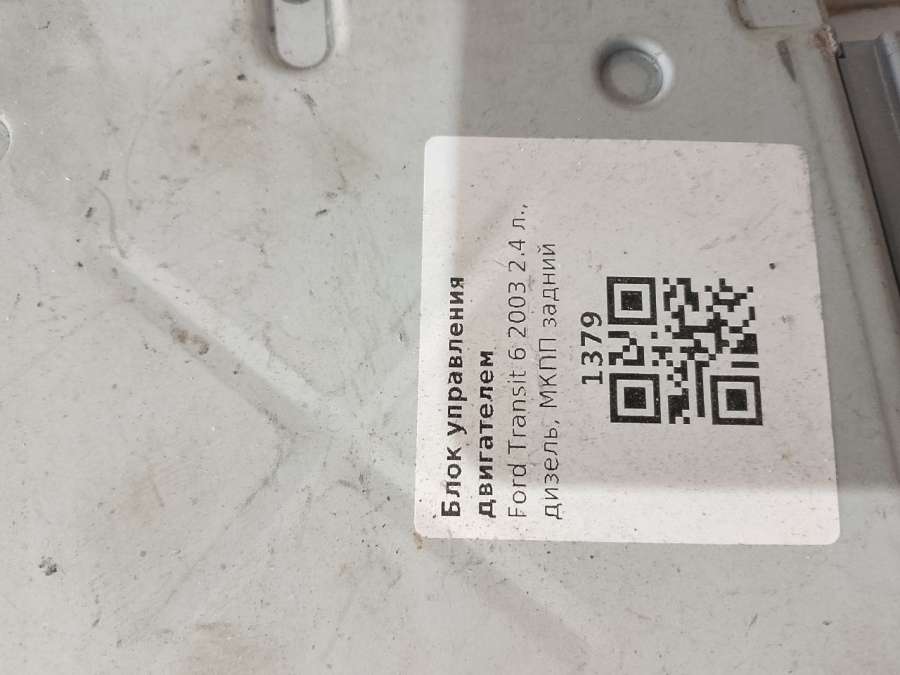 Блок управления
двигателем
Ford Transit 6 2003 2.4 л.,
дизель, МКПП задний
1379